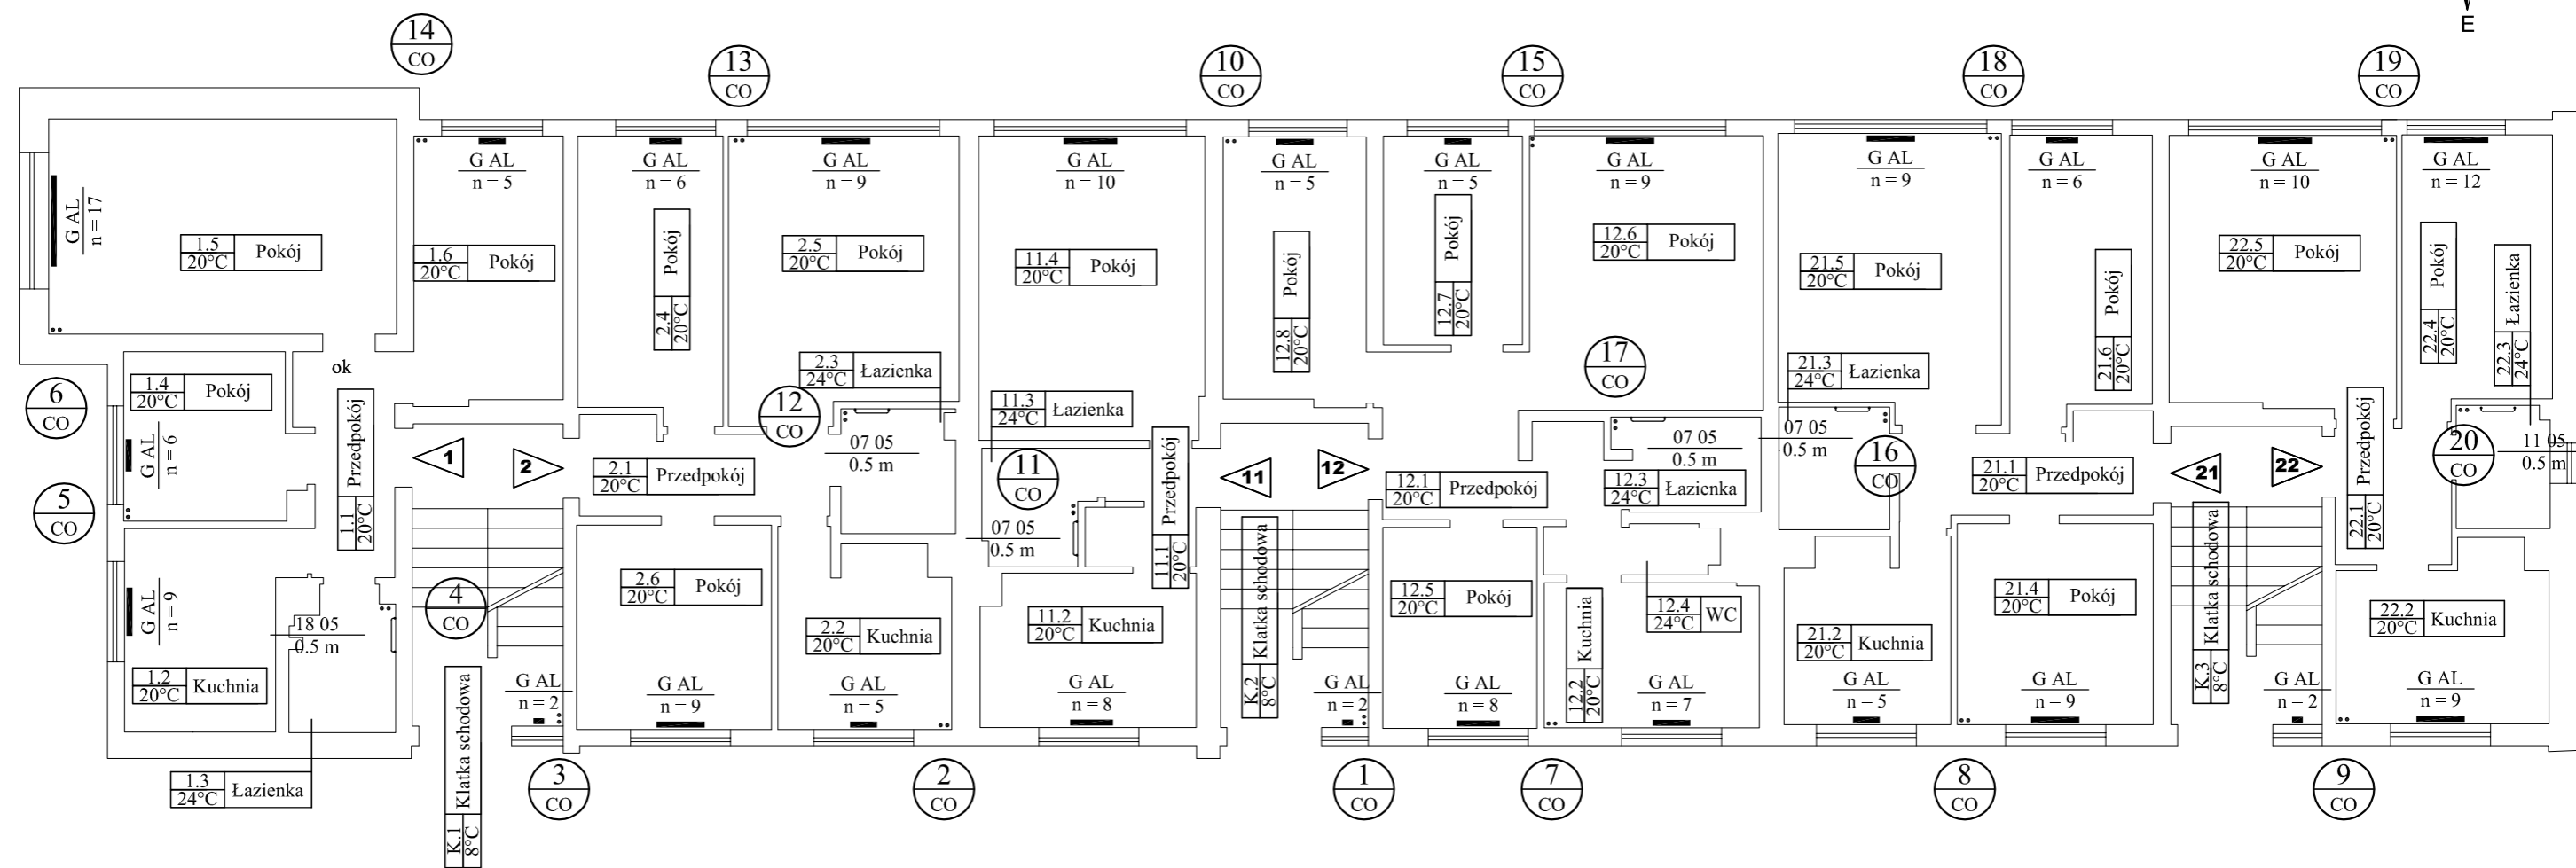 E
14
CO
13
CO
10
CO
15
CO
18
CO
19
CO
G AL
n = 17
G AL
n = 5
G AL
n = 6
G AL
n = 9
G AL
n = 10
G AL
n = 5
G AL
n = 5
G AL
n = 9
G AL
n = 9
G AL
n = 6
G AL
n = 10
G AL
n = 12
1.5
20°C
Pokój
1.6
20°C
Pokój
2.4
20°C
Pokój
2.5
20°C
Pokój
11.4
20°C
Pokój
12.8
20°C
Pokój
12.7
20°C
Pokój
12.6
20°C
Pokój
21.5
20°C
Pokój
21.6
20°C
Pokój
22.5
20°C
Pokój
22.4
20°C
Pokój
22.3
24°C
Łazienka
ok
6
CO
1.4
20°C
Pokój
1.1
20°C
Przedpokój
2.3
24°C
Łazienka
12
CO
11.3
24°C
Łazienka
17
CO
21.3
24°C
Łazienka
5
CO
G AL
n = 6
1
2
2.1
20°C
Przedpokój
07 05
0.5 m
11
CO
07 05
0.5 m
11.1
20°C
Przedpokój
11
12
12.1
20°C
Przedpokój
07 05
0.5 m
12.3
24°C
Łazienka
07 05
0.5 m
16
CO
21.1
20°C
Przedpokój
21
22
22.1
20°C
Przedpokój
20
CO
11 05
0.5 m
G AL
n = 9
18 05
0.5 m
4
CO
2.6
20°C
Pokój
2.2
20°C
Kuchnia
11.2
20°C
Kuchnia
K.2
8°C
Klatka schodowa
12.5
20°C
Pokój
12.2
20°C
Kuchnia
12.4
24°C
WC
21.2
20°C
Kuchnia
21.4
20°C
Pokój
K.3
8°C
Klatka schodowa
22.2
20°C
Kuchnia
1.2
20°C
Kuchnia
K.1
8°C
Klatka schodowa
G AL
n = 2
G AL
n = 9
G AL
n = 5
G AL
n = 8
G AL
n = 2
G AL
n = 8
G AL
n = 7
G AL
n = 5
G AL
n = 9
G AL
n = 2
G AL
n = 9
1.3
24°C
Łazienka
3
CO
2
CO
1
CO
7
CO
8
CO
9
CO